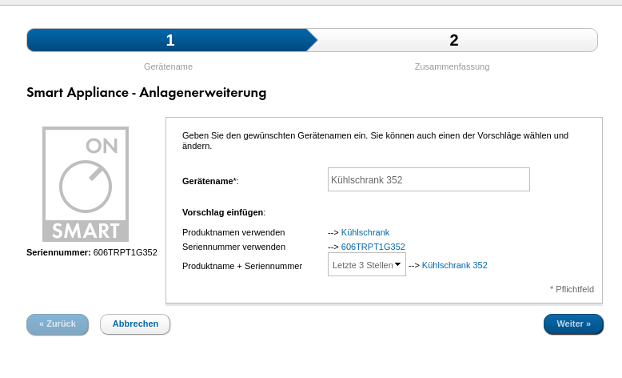 1
2
Gerätename
Zusammenfassung
Smart Appliance - Anlagenerweiterung
ON
SMART
Seriennummer: 606TRPT1G352
Geben Sie den gewünschten Gerätenamen ein. Sie können auch einen der Vorschläge wählen und
ändern.
Gerätename*: Kühlschrank 352
Vorschlag einfügen:
Produktnamen verwenden --> Kühlschrank
Seriennummer verwenden --> 606TRPT1G352
Produktname + Seriennummer Letzte 3 Stellen --> Kühlschrank 352
* Pflichtfeld
« Zurück Abbrechen Weiter »